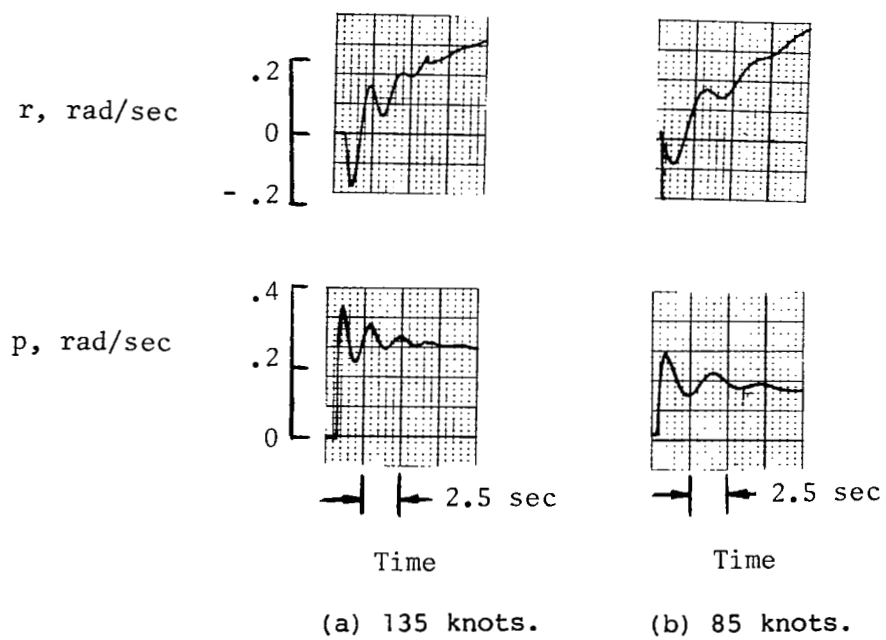 .2
r, rad/sec
0
- .2
.4
p, rad/sec
.2
0
2.5 sec
2.5 sec
Time
Time
(a) 135 knots.
(b) 85 knots.